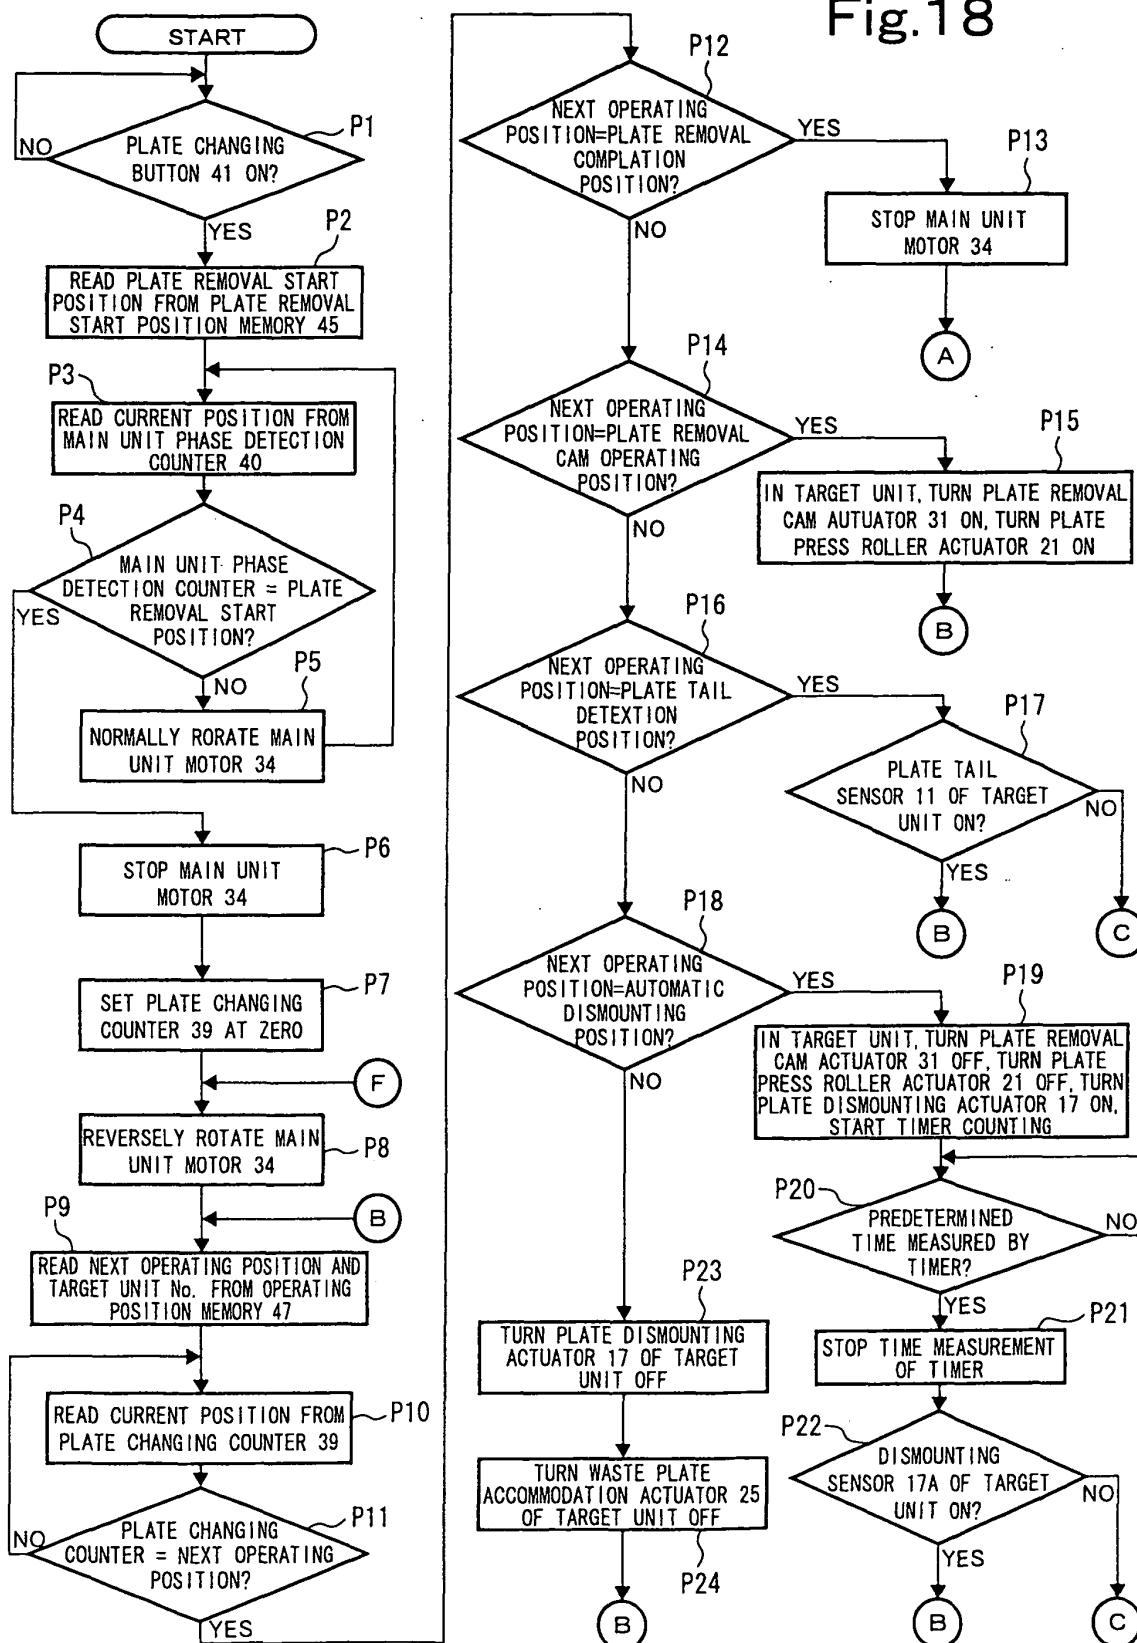 Fig.18
START
P1
PLATE CHANGING
BUTTON 41 ON?
NO
YES
P2
READ PLATE REMOVAL START
POSITION FROM PLATE REMOVAL
START POSITION MEMORY 45
P3
READ CURRENT POSITION FROM
MAIN UNIT PHASE DETECTION
COUNTER 40
P4
MAIN UNIT PHASE
DETECTION COUNTER = PLATE
REMOVAL START
POSITION?
YES
NO
P5
NORMALLY RORATE MAIN
UNIT MOTOR 34
P6
STOP MAIN UNIT
MOTOR 34
P7
SET PLATE CHANGING
COUNTER 39 AT ZERO
F
P8
REVERSELY ROTATE MAIN
UNIT MOTOR 34
B
P9
READ NEXT OPERATING POSITION AND
TARGET UNIT No. FROM OPERATING
POSITION MEMORY 47
P10
READ CURRENT POSITION FROM
PLATE CHANGING COUNTER 39
P11
PLATE CHANGING
COUNTER = NEXT OPERATING
POSITION?
NO
YES
P12
NEXT OPERATING
POSITION=PLATE REMOVAL
COMPLATION
POSITION?
YES
NO
P13
STOP MAIN UNIT
MOTOR 34
A
P14
NEXT OPERATING
POSITION=PLATE REMOVAL
CAM OPERATING
POSITION?
YES
NO
P15
IN TARGET UNIT, TURN PLATE REMOVAL
CAM AUTUATOR 31 ON, TURN PLATE
PRESS ROLLER ACTUATOR 21 ON
B
P16
NEXT OPERATING
POSITION=PLATE TAIL
DETEXTION
POSITION?
YES
NO
P17
PLATE TAIL
SENSOR 11 OF TARGET
UNIT ON?
NO
YES
B
C
P18
NEXT OPERATING
POSITION=AUTOMATIC
DISMOUNTING
POSITION?
YES
NO
P19
IN TARGET UNIT, TURN PLATE REMOVAL
CAM ACTUATOR 31 OFF, TURN PLATE
PRESS ROLLER ACTUATOR 21 OFF, TURN
PLATE DISMOUNTING ACTUATOR 17 ON,
START TIMER COUNTING
P20
PREDETERMINED
TIME MEASURED BY
TIMER?
NO
YES
P21
STOP TIME MEASUREMENT
OF TIMER
P22
DISMOUNTING
SENSOR 17A OF TARGET
UNIT ON?
NO
YES
B
C
P23
TURN PLATE DISMOUNTING
ACTUATOR 17 OF TARGET
UNIT OFF
TURN WASTE PLATE
ACCOMMODATION ACTUATOR 25
OF TARGET UNIT OFF
P24
B